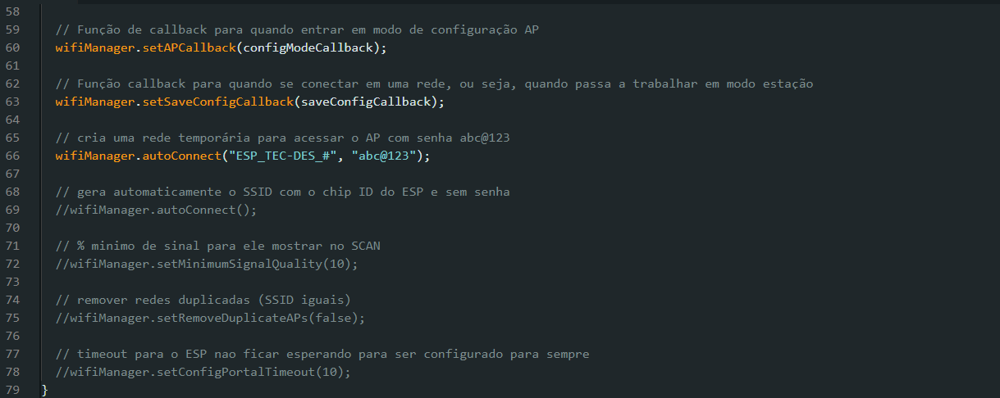 58
59 // Função de callback para quando entrar em modo de configuração AP
60 wifiManager.setAPCallback(configModeCallback);
61
62 // Função callback para quando se conectar em uma rede, ou seja, quando passa a trabalhar em modo estação
63 wifiManager.setSaveConfigCallback(saveConfigCallback);
64
65 // cria uma rede temporária para acessar o AP com senha abc@123
66 wifiManager.autoConnect("ESP_TEC-DES_#", "abc@123");
67
68 // gera automaticamente o SSID com o chip ID do ESP e sem senha
69 //wifiManager.autoConnect();
70
71 // % minimo de sinal para ele mostrar no SCAN
72 //wifiManager.setMinimumSignalQuality(10);
73
74 // remover redes duplicadas (SSID iguais)
75 //wifiManager.setRemoveDuplicateAPs(false);
76
77 // timeout para o ESP nao ficar esperando para ser configurado para sempre
78 //wifiManager.setConfigPortalTimeout(10);
79 }